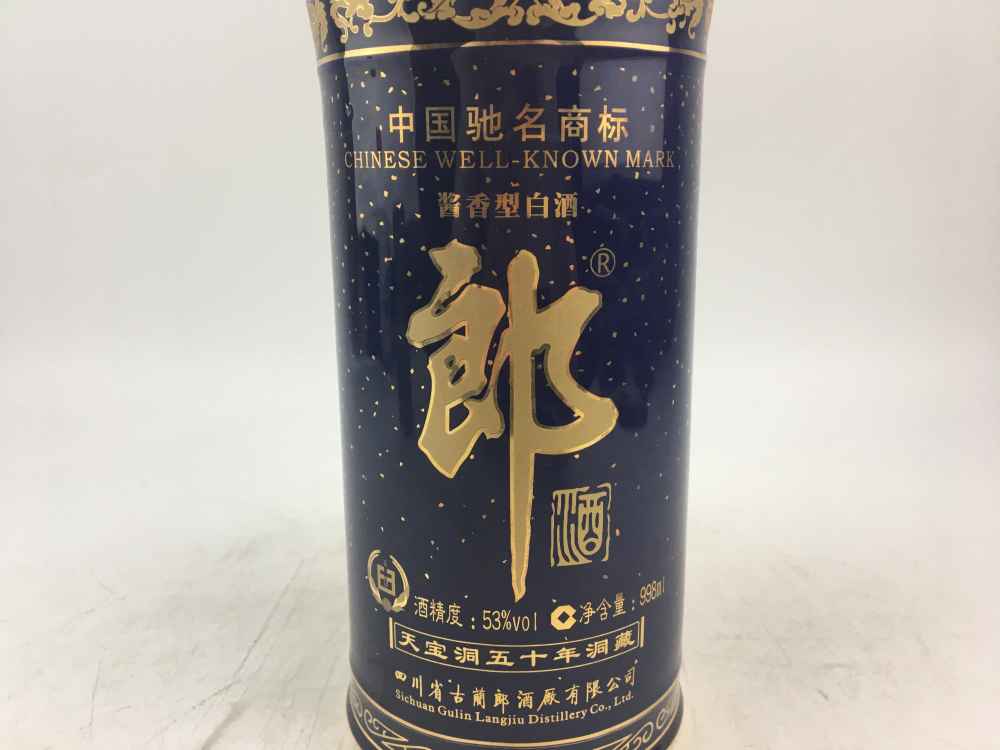 中国驰名商标
CHINESE WELL-KNOWN MARK
酱香型白酒
郎®
酒
酒精度：53%vol 净含量：998ml
天宝洞五十年洞藏
四川省古蔺郎酒厰有限公司
Sichuan Gulin Langjiu Distillery Co., Ltd.